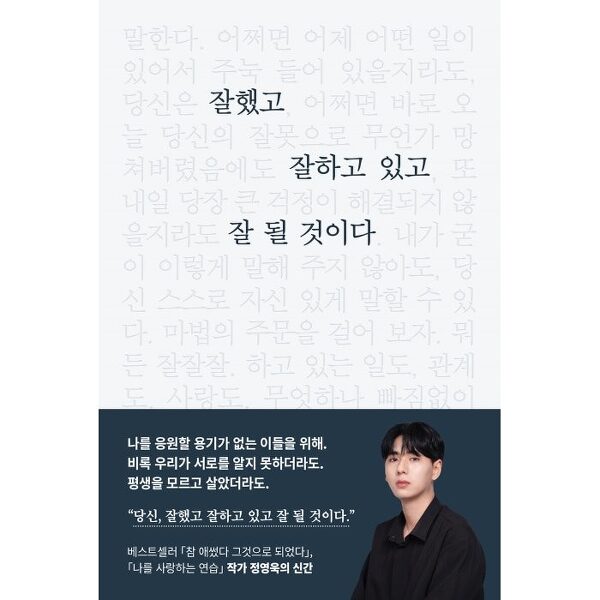 말한다. 어쩌면 어제 어떤 일이
있어서 주눅 들어 있을지라도,
당신은 잘했고, 어쩌면 바로 오
늘 당신의 잘못으로 무언가 망
쳐버렸음에도 잘하고 있고, 또
내일 당장 큰 걱정이 해결되지 않
을지라도 잘 될 것이다. 내가 굳
이 이렇게 말해 주지 않아도, 당
신 스스로 자신 있게 말할 수 있
다. 마법의 주문을 걸어 보자. 뭐
든 잘잘잘. 하고 있는 일도, 관계
도, 사랑도, 무엇하나 빠짐없이
나를 응원할 용기가 없는 이들을 위해.
비록 우리가 서로를 알지 못하더라도.
평생을 모르고 살았더라도.
“당신, 잘했고 잘하고 있고 잘 될 것이다.”
베스트셀러 「참 애썼다 그것으로 되었다」,
「나를 사랑하는 연습」 작가 정영욱의 신간